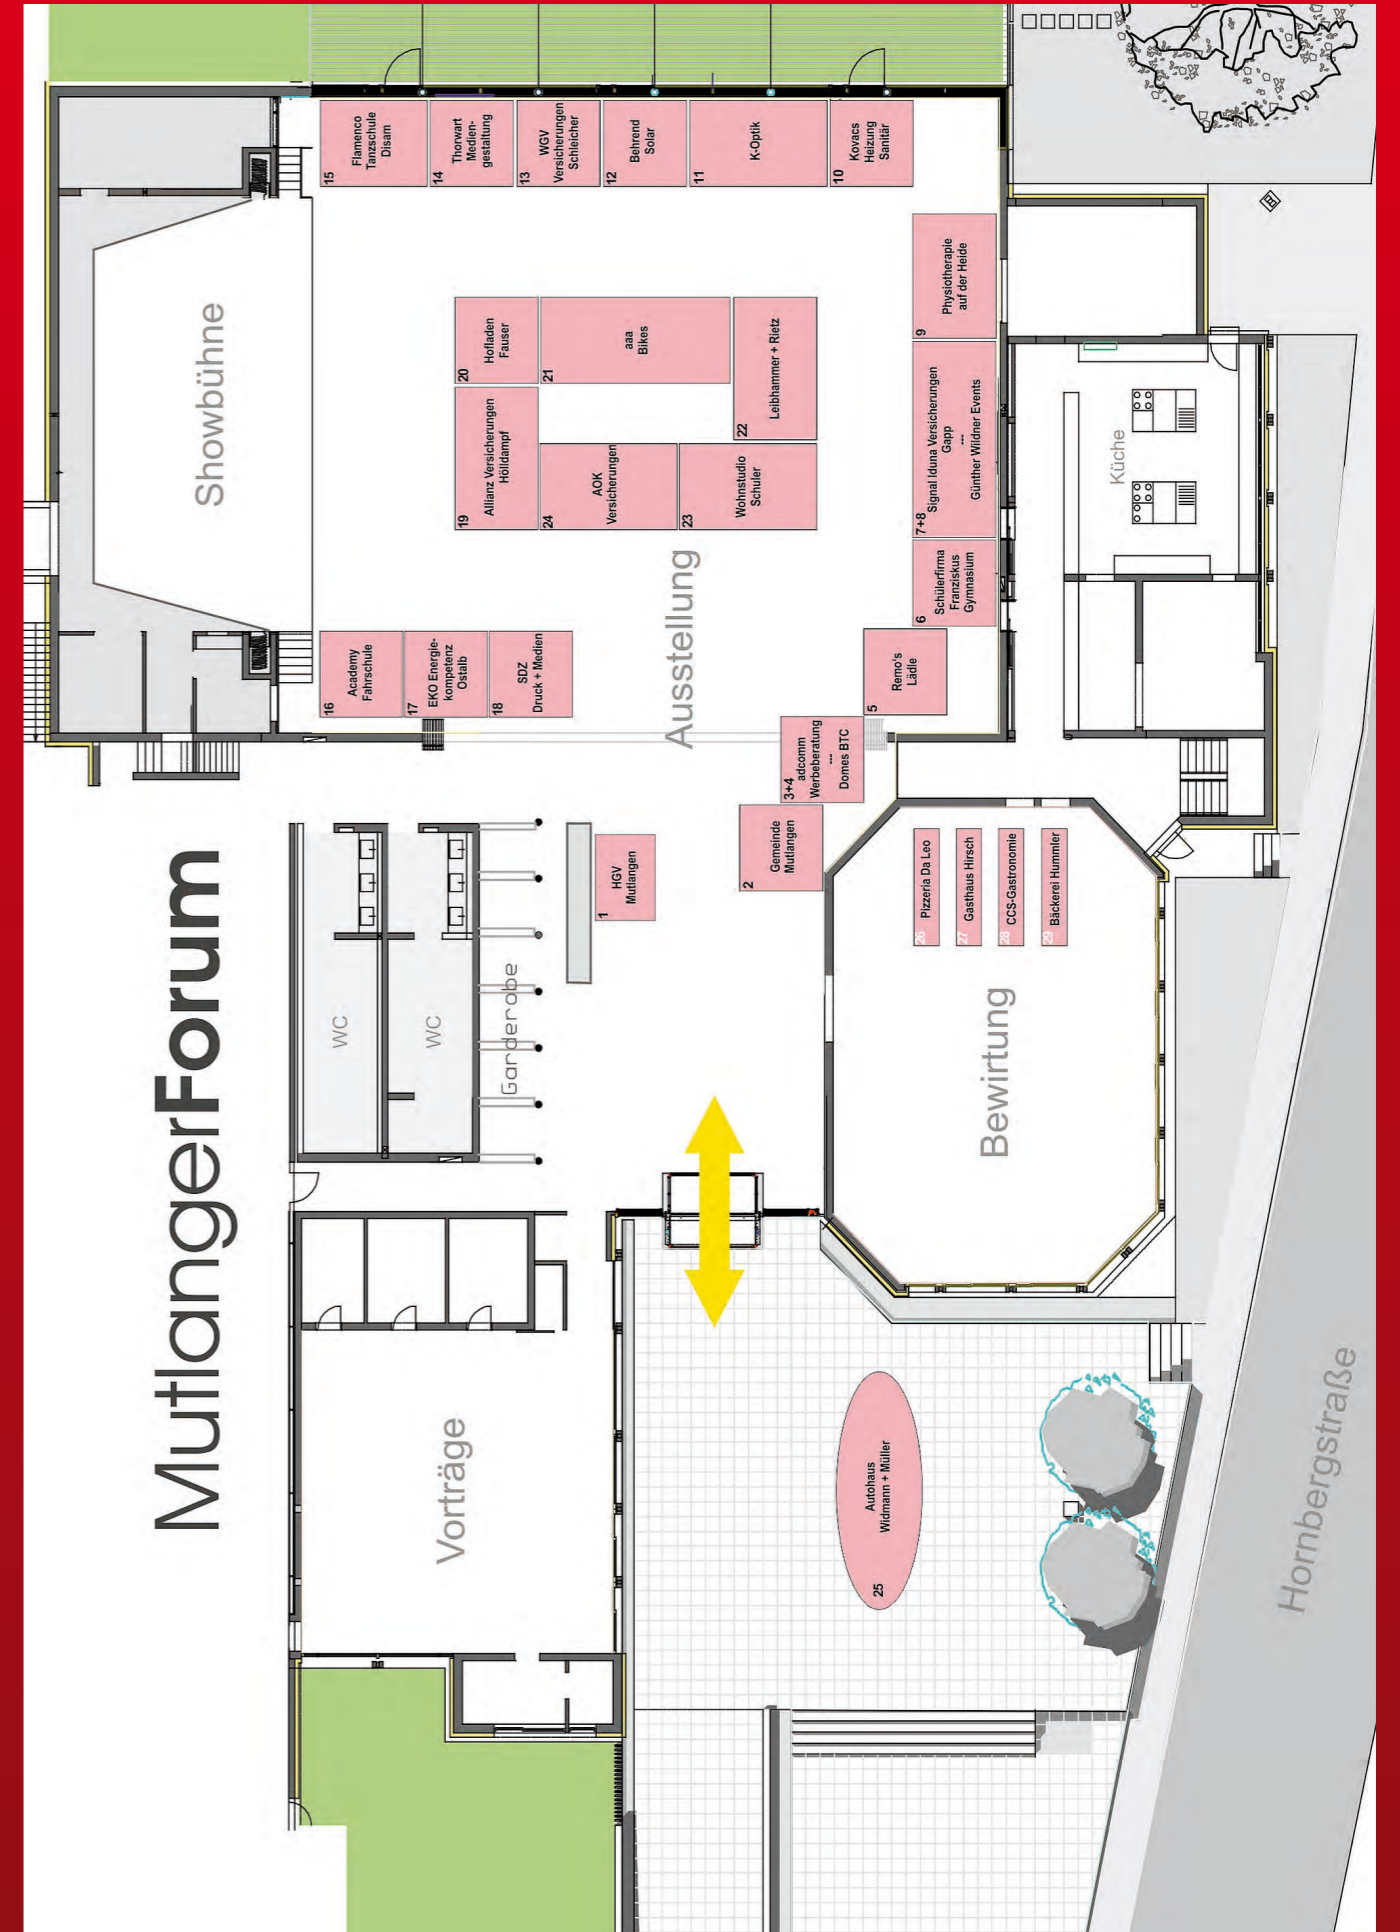 MutlangerForum
Showbühne
Ausstellung
Küche
WC
WC
Garderobe
Bewirtung
Vorträge
Hornbergstraße
1
HGV
Mutlangen
2
Gemeinde
Mutlangen
3+4
adcomm
Werbeberatung
---
Domes BTC
5
Remo's
Lädle
6
Schülerfirma
Franziskus
Gymnasium
7+8
Signal Iduna Versicherungen
Gapp
---
Günther Wildner Events
9
Physiotherapie
auf der Heide
10
Kovacs
Heizung
Sanitär
11
K-Optik
12
Behrend
Solar
13
WGV
Versicherungen
Schleicher
14
Thorwart
Medien-
gestaltung
15
Flamenco
Tanzschule
Disam
16
Academy
Fahrschule
17
EKO Energie-
kompetenz
Ostalb
18
SDZ
Druck + Medien
19
Allianz Versicherungen
Hölldampf
20
Hofladen
Fauser
21
aaa
Bikes
22
Leibhammer + Rietz
23
Wohnstudio
Schuler
24
AOK
Versicherungen
25
Autohaus
Widmann + Müller
26 Pizzeria Da Leo
27 Gasthaus Hirsch
28 CCS-Gastronomie
29 Bäckerei Hummler